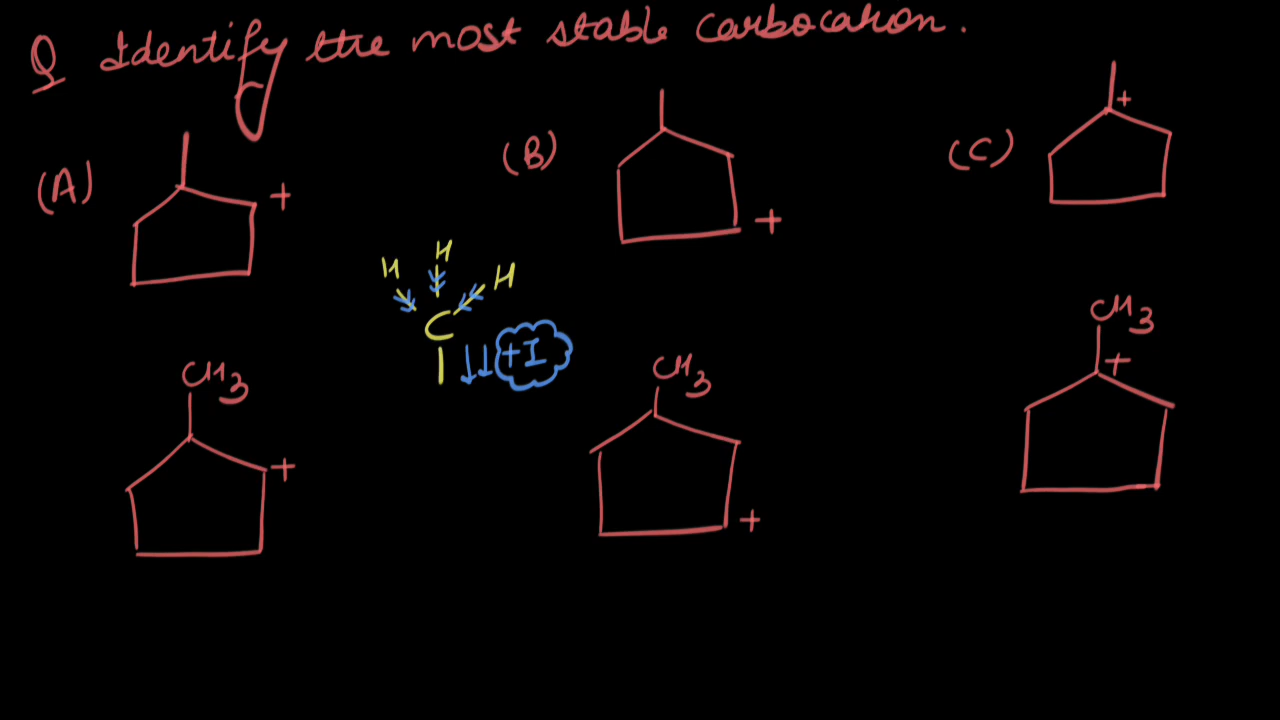 Q Identify the most stable carbocation.
(A)
+
(B)
+
(C)
+
H H H
C
+I
CH3
+
CH3
+
CH3
+